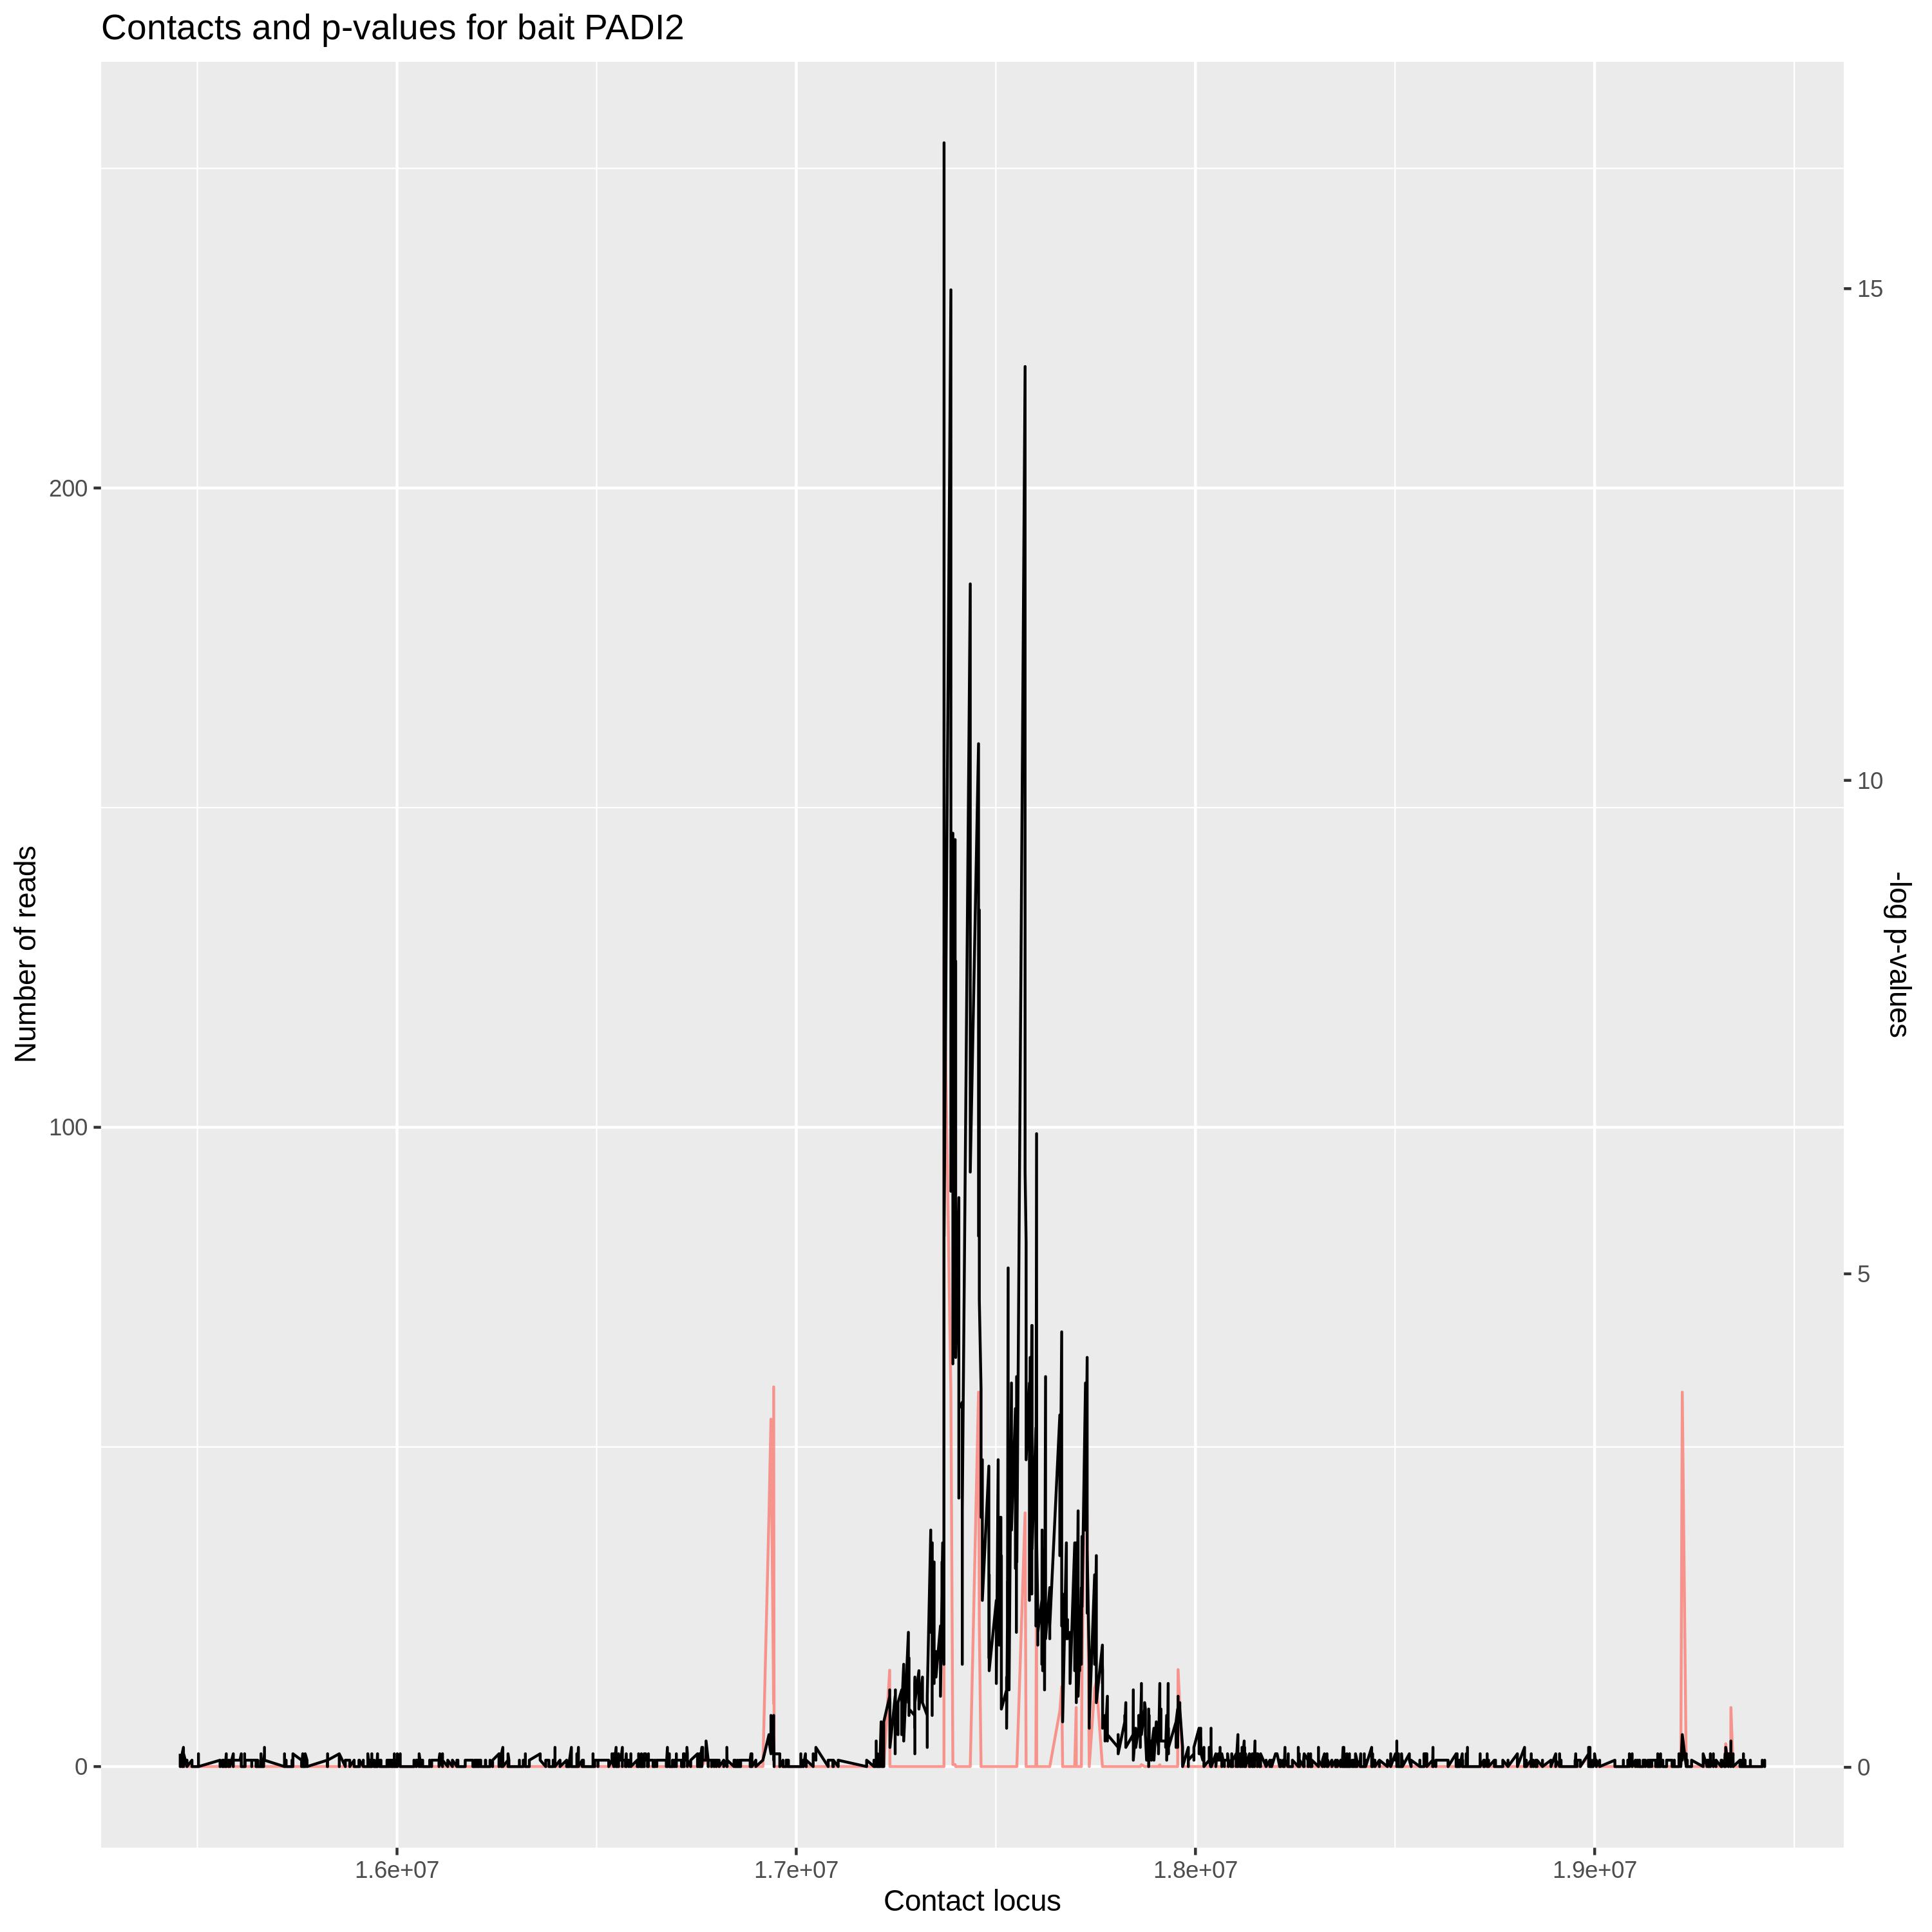 Contacts and p-values for bait PADI2
Number of reads
200
100
0
15
10
5
0
-log p-values
1.6e+07
1.7e+07
1.8e+07
1.9e+07
Contact locus